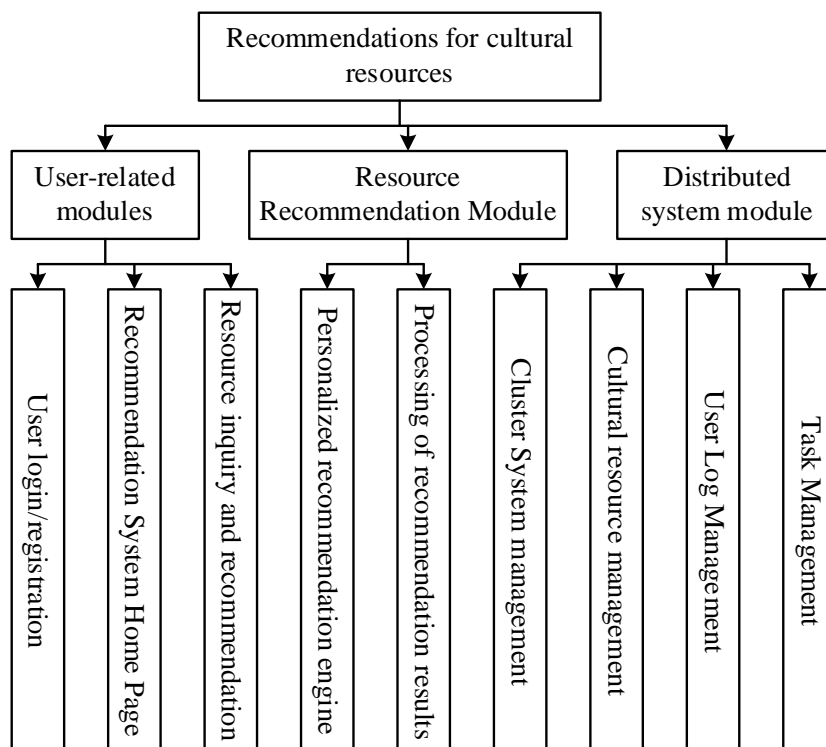 Recommendations for cultural
resources
User-related
modules
Resource
Recommendation Module
Distributed
system module
User login/registration
Recommendation System Home Page
Resource inquiry and recommendation
Personalized recommendation engine
Processing of recommendation results
Cluster System management
Cultural resource management
User Log Management
Task Management